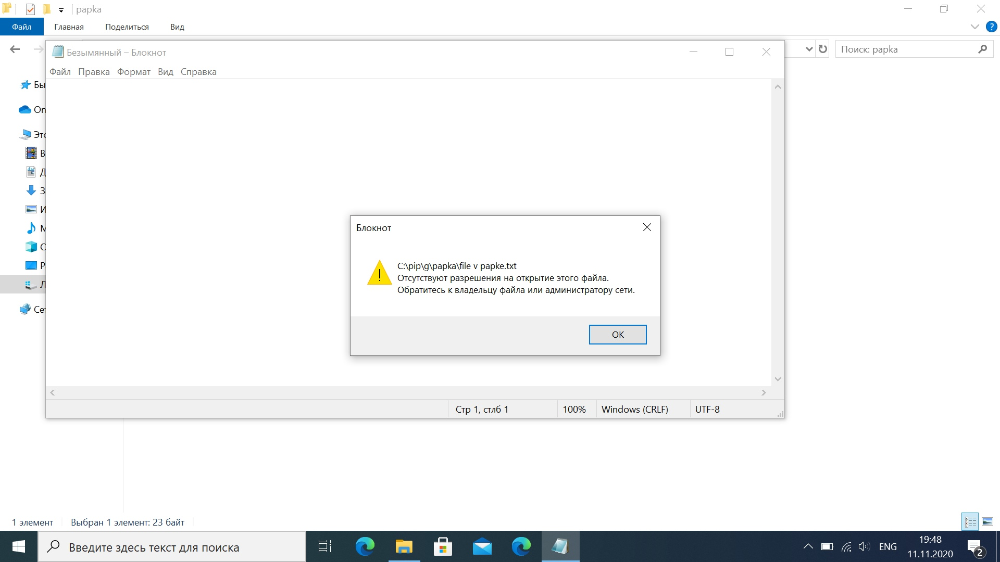 papka
Файл Главная Поделиться Вид
Безымянный – Блокнот
Поиск: papka
Файл Правка Формат Вид Справка
Бы
On
Это
В
Д
З
И
М
О
Р
Л
Сет
Блокнот
C:\pip\g\papka\file v papke.txt
Отсутствуют разрешения на открытие этого файла.
Обратитесь к владельцу файла или администратору сети.
ОК
Стр 1, стлб 1 100% Windows (CRLF) UTF-8
1 элемент Выбран 1 элемент: 23 байт
Введите здесь текст для поиска
ENG
19:48
11.11.2020
2